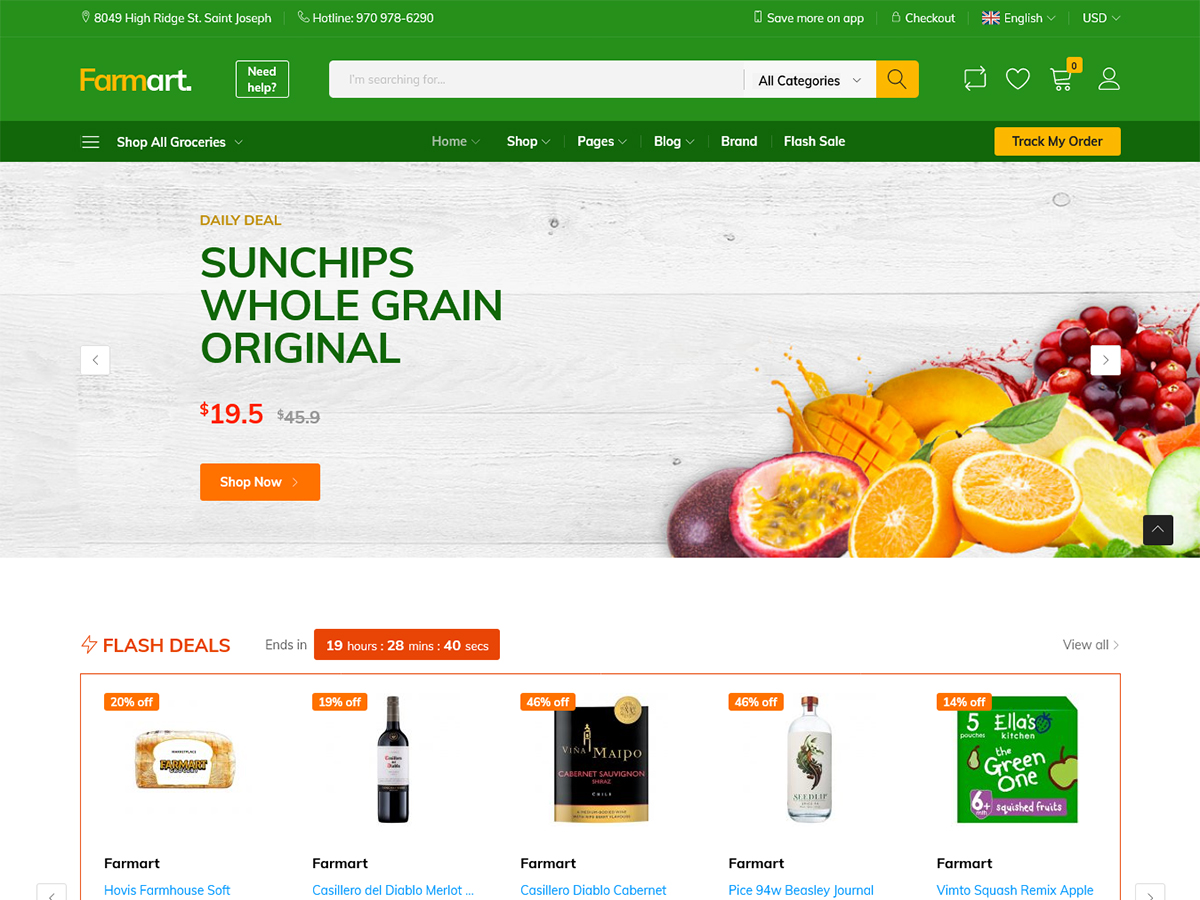 8049 High Ridge St. Saint Joseph
Hotline: 970 978-6290
Save more on app
Checkout
English
USD
Farmart.
Need
help?
I'm searching for...
All Categories
0
Shop All Groceries
Home
Shop
Pages
Blog
Brand
Flash Sale
Track My Order
DAILY DEAL
SUNCHIPS
WHOLE GRAIN
ORIGINAL
$19.5 $45.9
Shop Now
FLASH DEALS
Ends in
19 hours : 28 mins : 40 secs
View all
20% off
19% off
46% off
46% off
14% off
MARKETPLACE
FARMART
GROCERY
Casillero
del
Diablo
VIÑA MAIPO
CABERNET SAUVIGNON
SHIRAZ
CHILE
SEEDLIP
5
pouches
Ella's
kitchen
the
Green
One
6+
squished fruits
Farmart
Farmart
Farmart
Farmart
Farmart
Hovis Farmhouse Soft
Casillero del Diablo Merlot ...
Casillero Diablo Cabernet
Pice 94w Beasley Journal
Vimto Squash Remix Apple